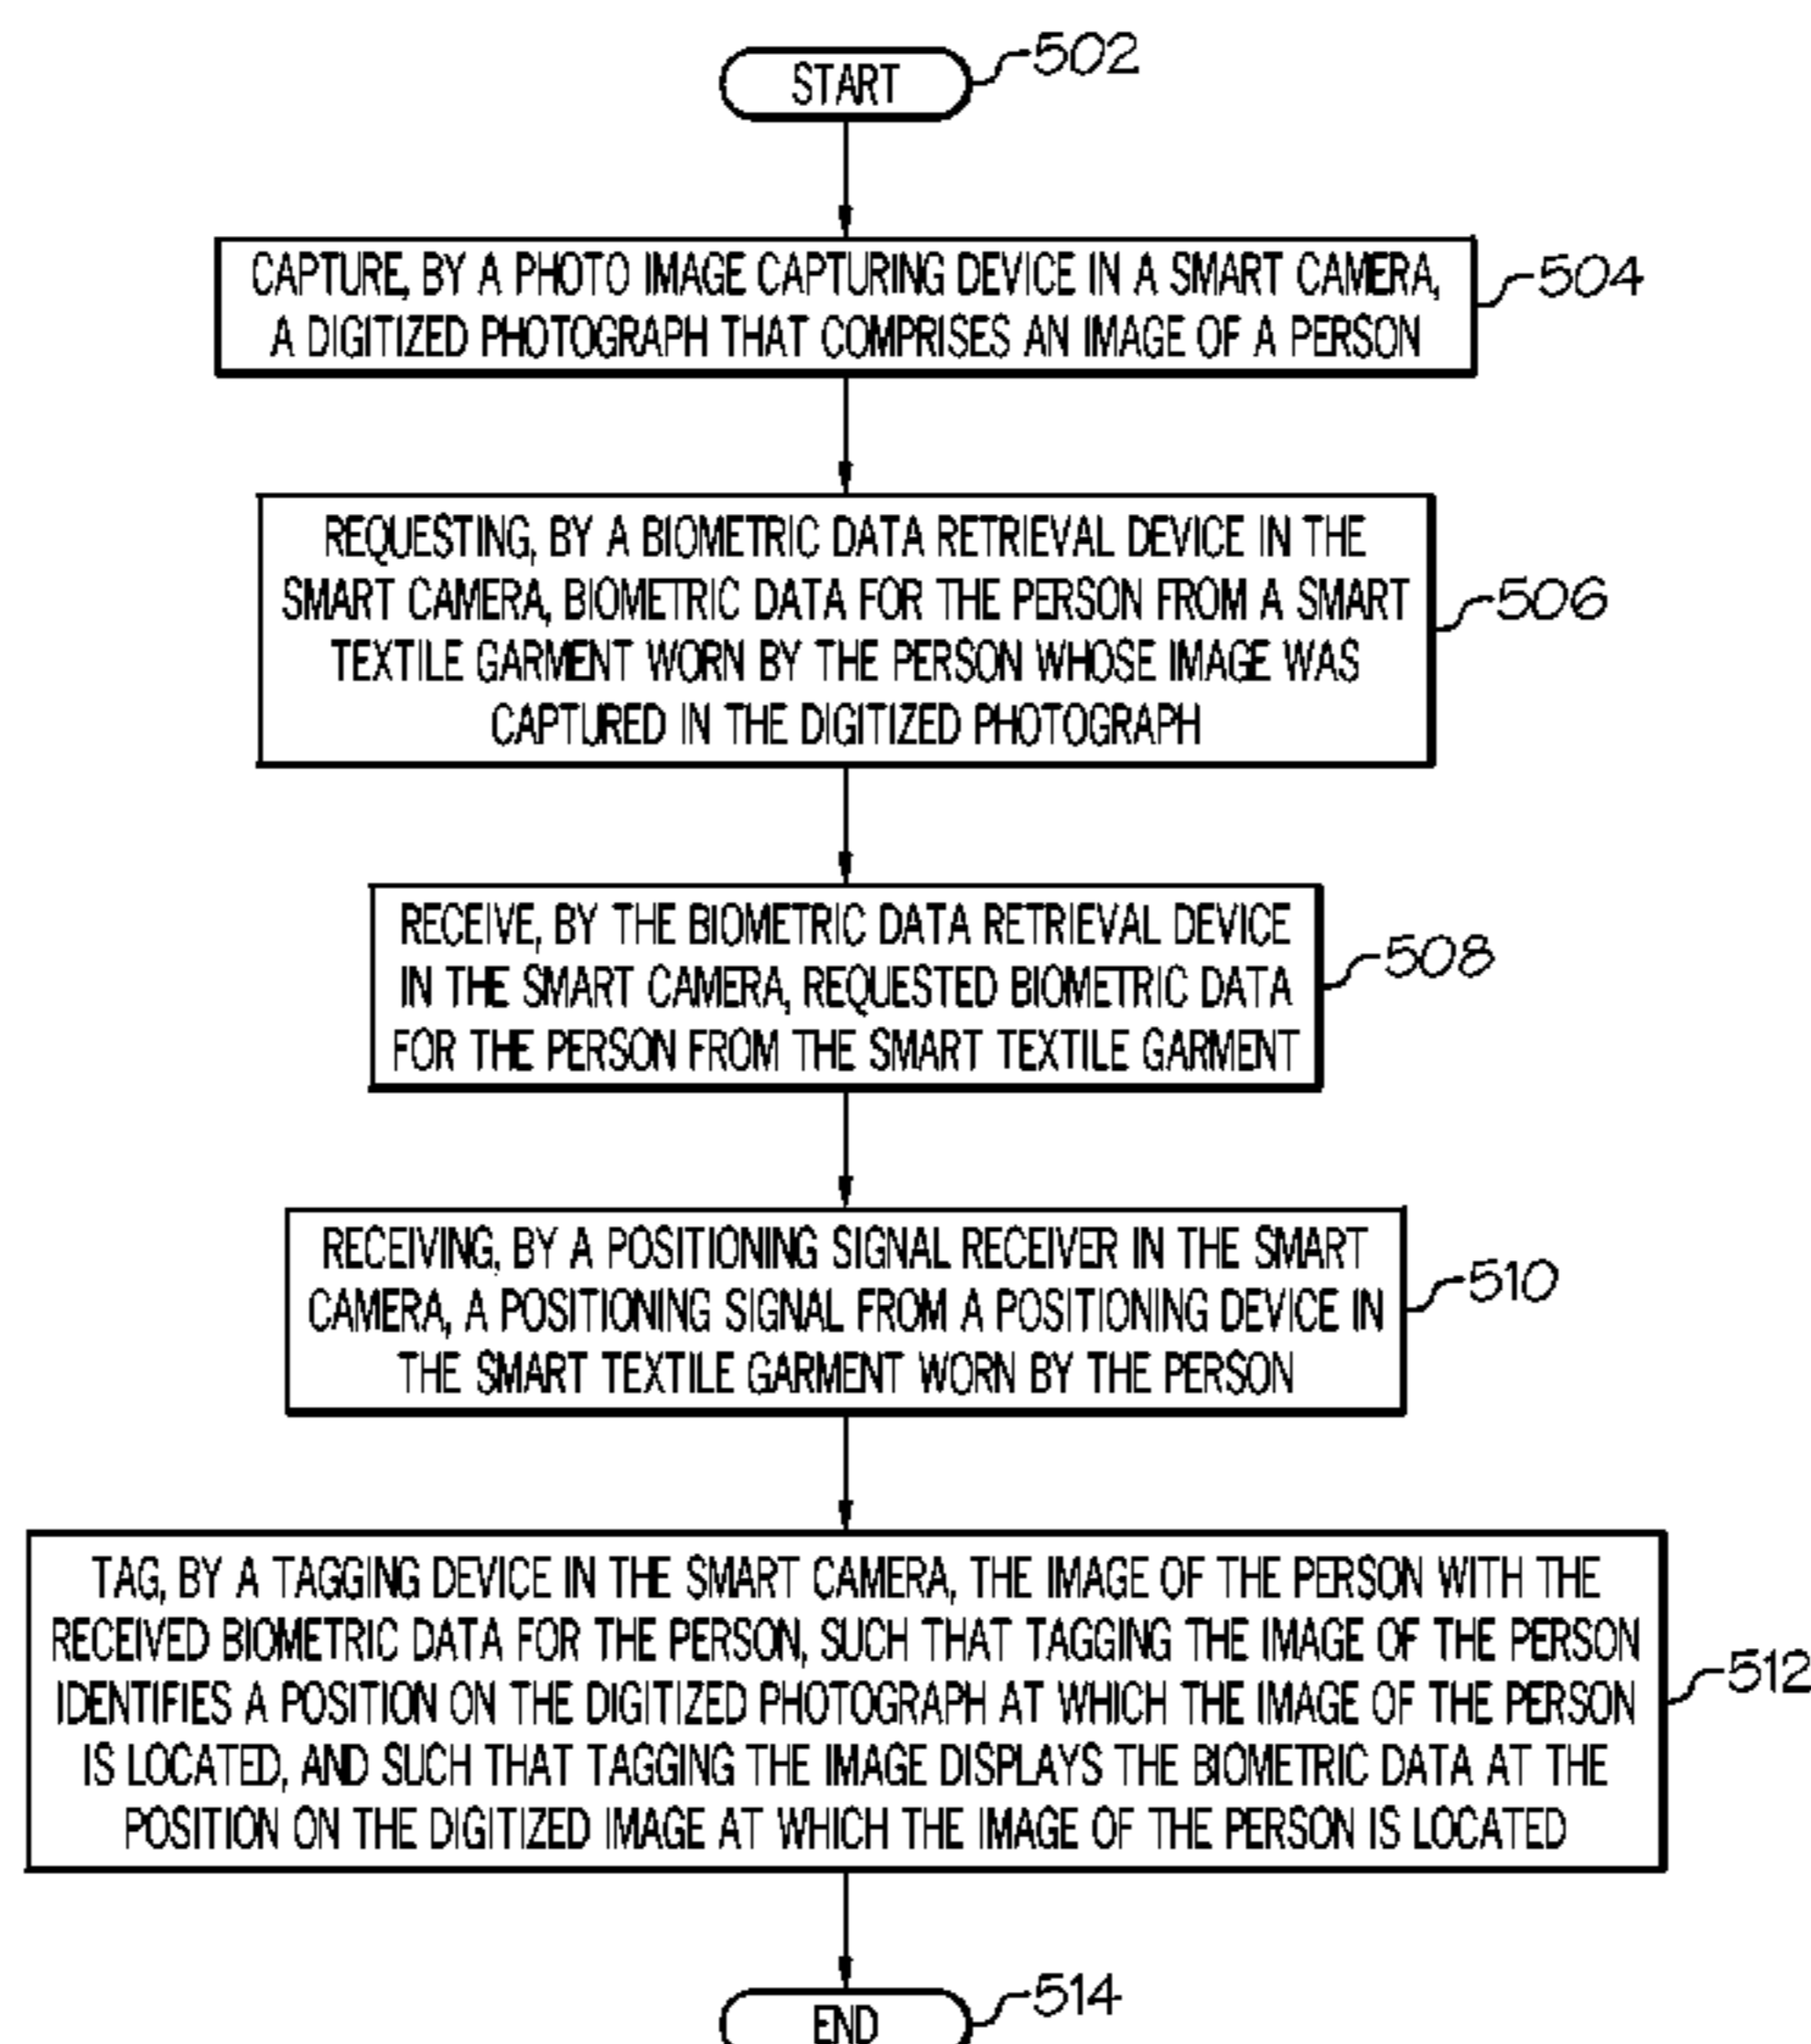 START
502
CAPTURE, BY A PHOTO IMAGE CAPTURING DEVICE IN A SMART CAMERA,
A DIGITIZED PHOTOGRAPH THAT COMPRISES AN IMAGE OF A PERSON
504
REQUESTING, BY A BIOMETRIC DATA RETRIEVAL DEVICE IN THE
SMART CAMERA, BIOMETRIC DATA FOR THE PERSON FROM A SMART
TEXTILE GARMENT WORN BY THE PERSON WHOSE IMAGE WAS
CAPTURED IN THE DIGITIZED PHOTOGRAPH
506
RECEIVE, BY THE BIOMETRIC DATA RETRIEVAL DEVICE
IN THE SMART CAMERA, REQUESTED BIOMETRIC DATA
FOR THE PERSON FROM THE SMART TEXTILE GARMENT
508
RECEIVING, BY A POSITIONING SIGNAL RECEIVER IN THE SMART
CAMERA, A POSITIONING SIGNAL FROM A POSITIONING DEVICE IN
THE SMART TEXTILE GARMENT WORN BY THE PERSON
510
TAG, BY A TAGGING DEVICE IN THE SMART CAMERA, THE IMAGE OF THE PERSON WITH THE
RECEIVED BIOMETRIC DATA FOR THE PERSON, SUCH THAT TAGGING THE IMAGE OF THE PERSON
IDENTIFIES A POSITION ON THE DIGITIZED PHOTOGRAPH AT WHICH THE IMAGE OF THE PERSON
IS LOCATED, AND SUCH THAT TAGGING THE IMAGE DISPLAYS THE BIOMETRIC DATA AT THE
POSITION ON THE DIGITIZED IMAGE AT WHICH THE IMAGE OF THE PERSON IS LOCATED
512
END
514